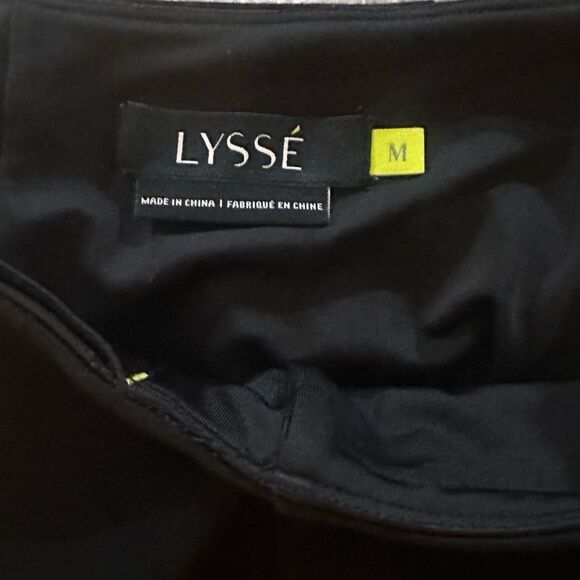 LYSSÉ
M
MADE IN CHINA | FABRIQUÉ EN CHINE